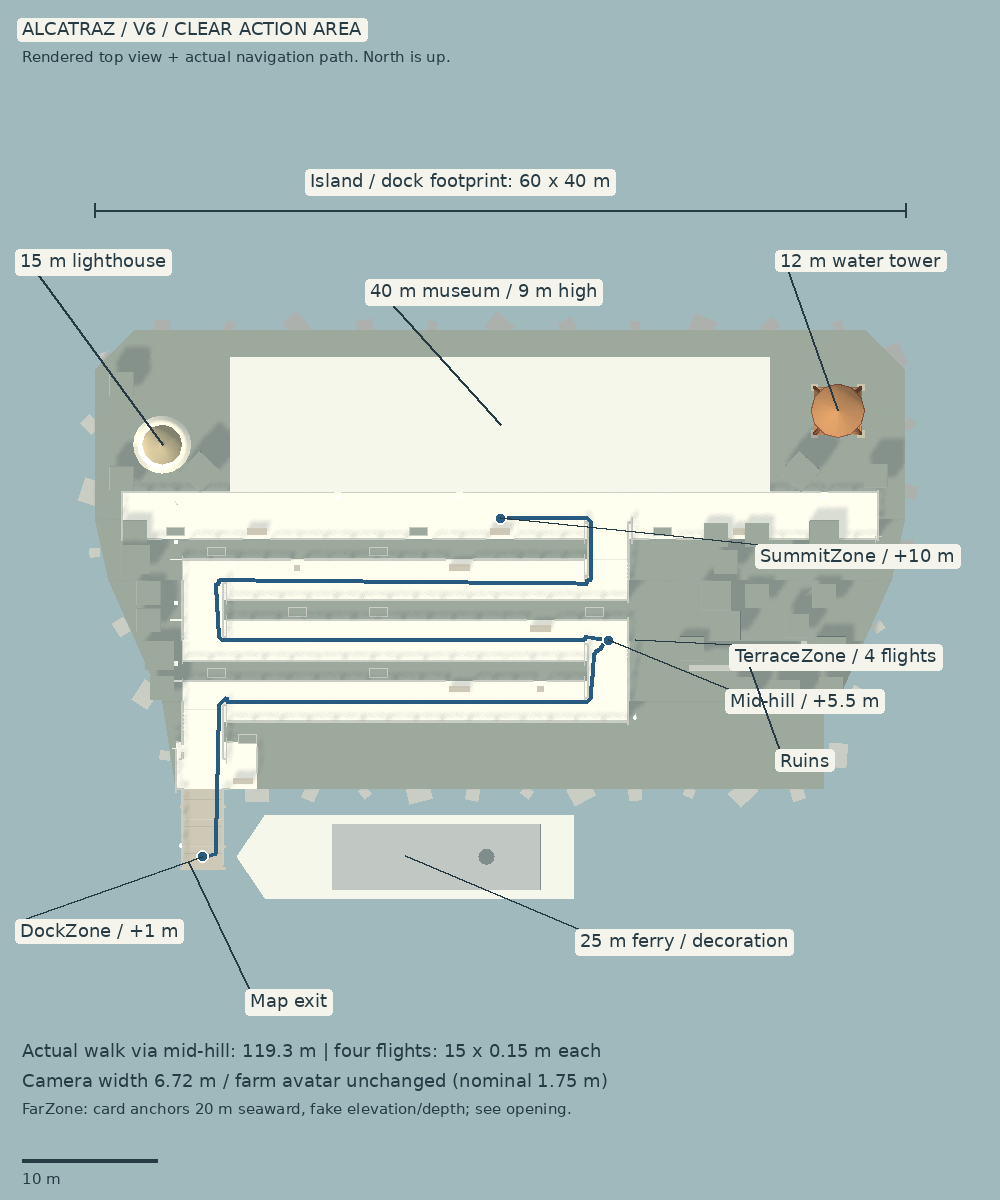 ALCATRAZ / V6 / CLEAR ACTION AREA
Rendered top view + actual navigation path. North is up.
Island / dock footprint: 60 x 40 m
15 m lighthouse
12 m water tower
40 m museum / 9 m high
SummitZone / +10 m
TerraceZone / 4 flights
Mid-hill / +5.5 m
Ruins
DockZone / +1 m
25 m ferry / decoration
Map exit
Actual walk via mid-hill: 119.3 m | four flights: 15 x 0.15 m each
Camera width 6.72 m / farm avatar unchanged (nominal 1.75 m)
FarZone: card anchors 20 m seaward, fake elevation/depth; see opening.
10 m